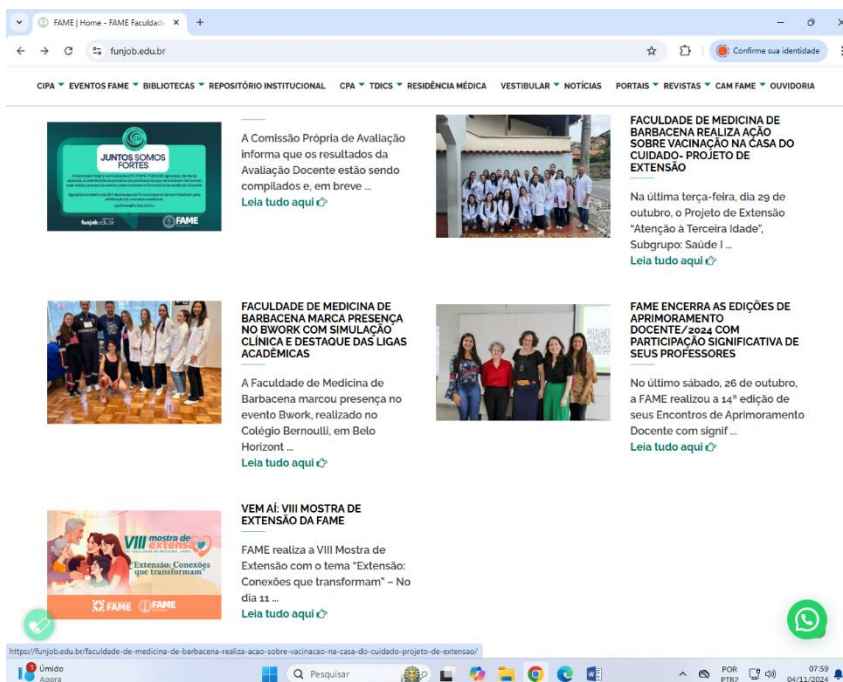 FAME | Home - FAME Faculdad
funjob.edu.br
Confirme sua identidade
CIPA EVENTOS FAME BIBLIOTECAS REPOSITÓRIO INSTITUCIONAL CPA TDICS RESIDÊNCIA MÉDICA VESTIBULAR NOTÍCIAS PORTAIS REVISTAS CAM FAME OUVIDORIA
JUNTOS SOMOS
FORTES
funjob.edu.br
FAME
A Comissão Própria de Avaliação
informa que os resultados da
Avaliação Docente estão sendo
compilados e, em breve ...
Leia tudo aqui
FACULDADE DE MEDICINA DE
BARBACENA REALIZA AÇÃO
SOBRE VACINAÇÃO NA CASA DO
CUIDADO- PROJETO DE
EXTENSÃO
Na última terça-feira, dia 29 de
outubro, o Projeto de Extensão
"Atenção à Terceira Idade",
Subgrupo: Saúde I ...
Leia tudo aqui
FACULDADE DE MEDICINA DE
BARBACENA MARCA PRESENÇA
NO BWORK COM SIMULAÇÃO
CLÍNICA E DESTAQUE DAS LIGAS
ACADÊMICAS
A Faculdade de Medicina de
Barbacena marcou presença no
evento Bwork, realizado no
Colégio Bernoulli, em Belo
Horizont ...
Leia tudo aqui
FAME ENCERRA AS EDIÇÕES DE
APRIMORAMENTO
DOCENTE/2024 COM
PARTICIPAÇÃO SIGNIFICATIVA DE
SEUS PROFESSORES
No último sábado, 26 de outubro,
a FAME realizou a 14ª edição de
seus Encontros de Aprimoramento
Docente com signif ...
Leia tudo aqui
VIII mostra de
extensão
Extensão: Conexões
que transformam
FAME FAME
VEM AÍ: VIII MOSTRA DE
EXTENSÃO DA FAME
FAME realiza a VIII Mostra de
Extensão com o tema "Extensão:
Conexões que transformam" – No
dia 11 ...
Leia tudo aqui
https://funjob.edu.br/faculdade-de-medicina-de-barbacena-realiza-acao-sobre-vacinacao-na-casa-do-cuidado-projeto-de-extensao/
1
Úmido
Agora
Pesquisar
POR
PTB2
07:59
04/11/2024